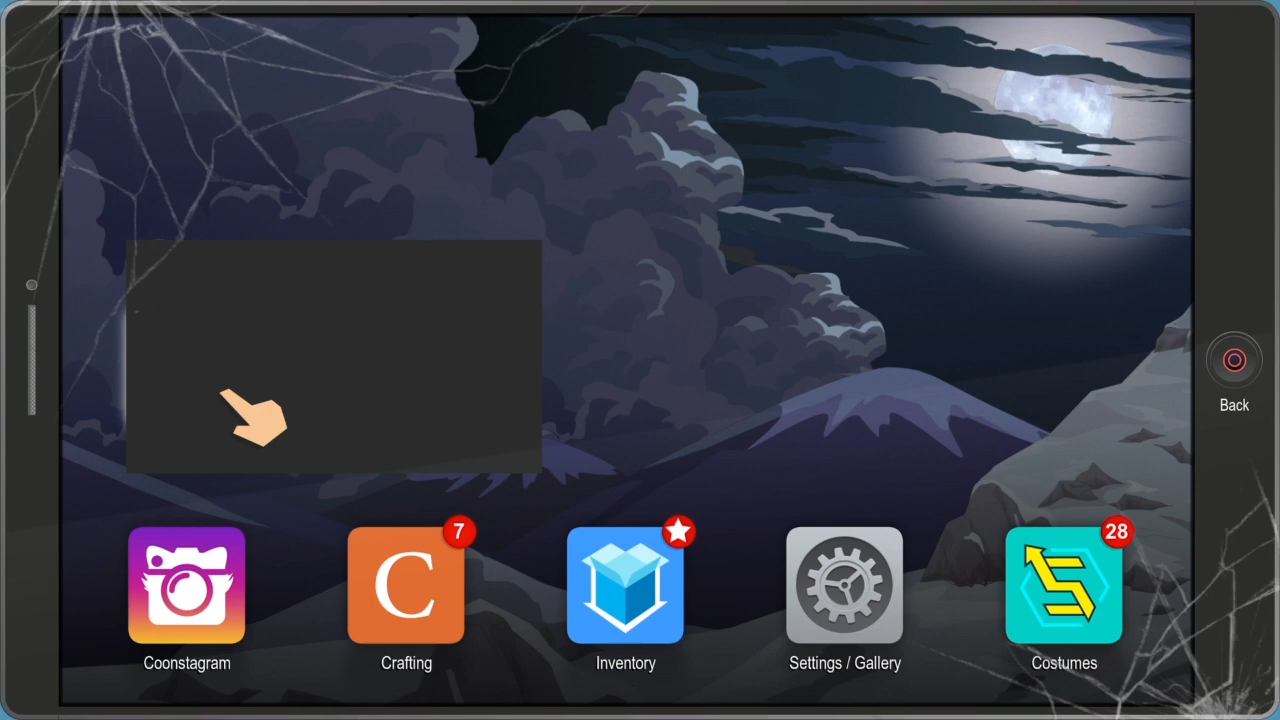 Back
7
28
C
Coonstagram
Crafting
Inventory
Settings / Gallery
Costumes